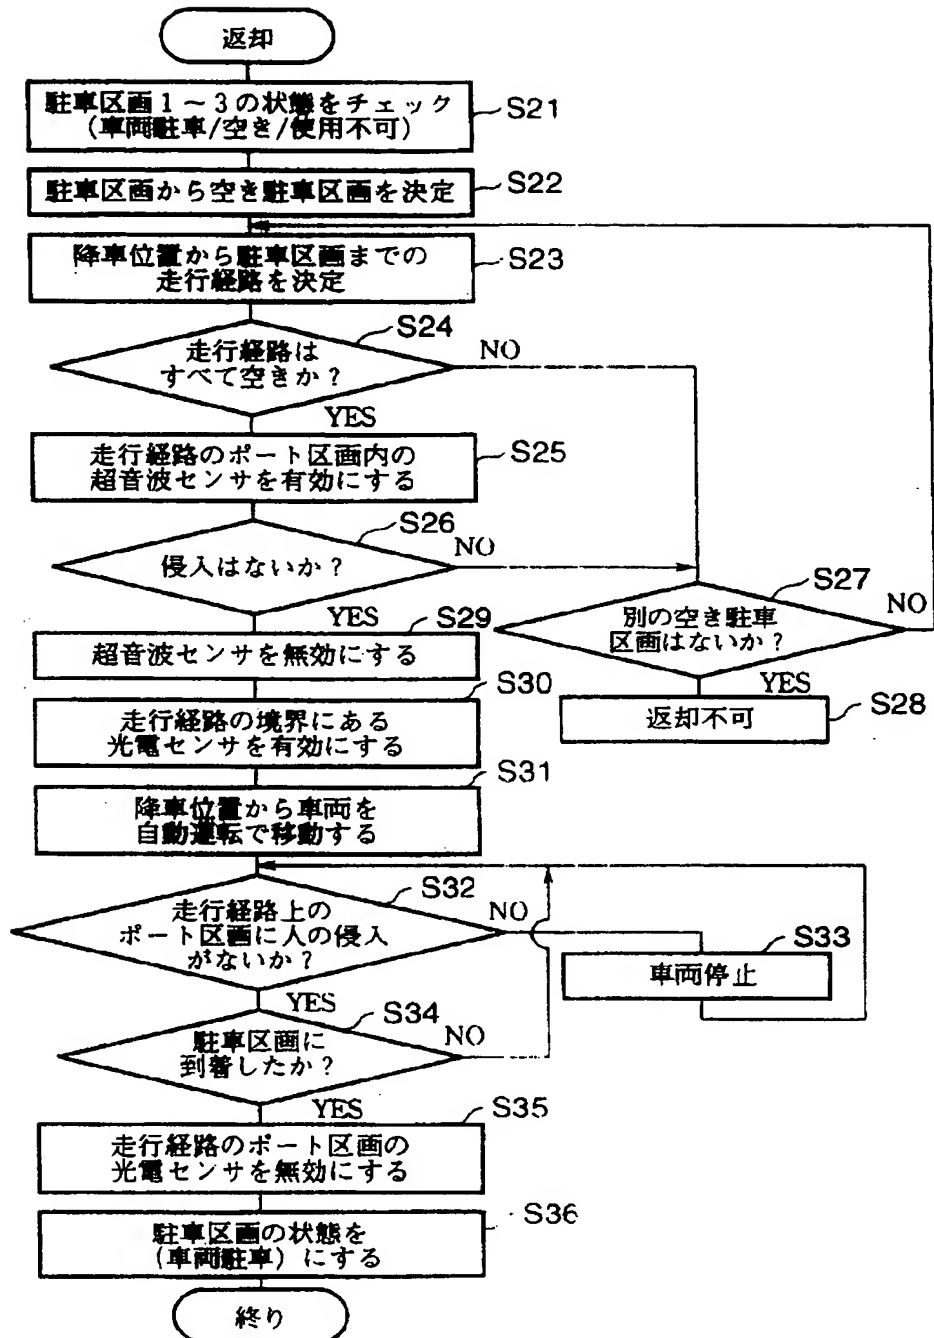 返却
駐車区画1～3の状態をチェック
(車両駐車/空き/使用不可)
S21
駐車区画から空き駐車区画を決定
S22
降車位置から駐車区画までの
走行経路を決定
S23
S24
走行経路は
すべて空きか?
NO
YES
走行経路のポート区画内の
超音波センサを有効にする
S25
S26
侵入はないか?
NO
YES
S27
別の空き駐車
区画はないか?
NO
YES
返却不可
S28
S29
超音波センサを無効にする
S30
走行経路の境界にある
光電センサを有効にする
S31
降車位置から車両を
自動運転で移動する
S32
走行経路上の
ポート区画に人の侵入
がないか?
NO
YES
S33
車両停止
S34
駐車区画に
到着したか?
NO
YES
S35
走行経路のポート区画の
光電センサを無効にする
S36
駐車区画の状態を
(車両駐車)にする
終り